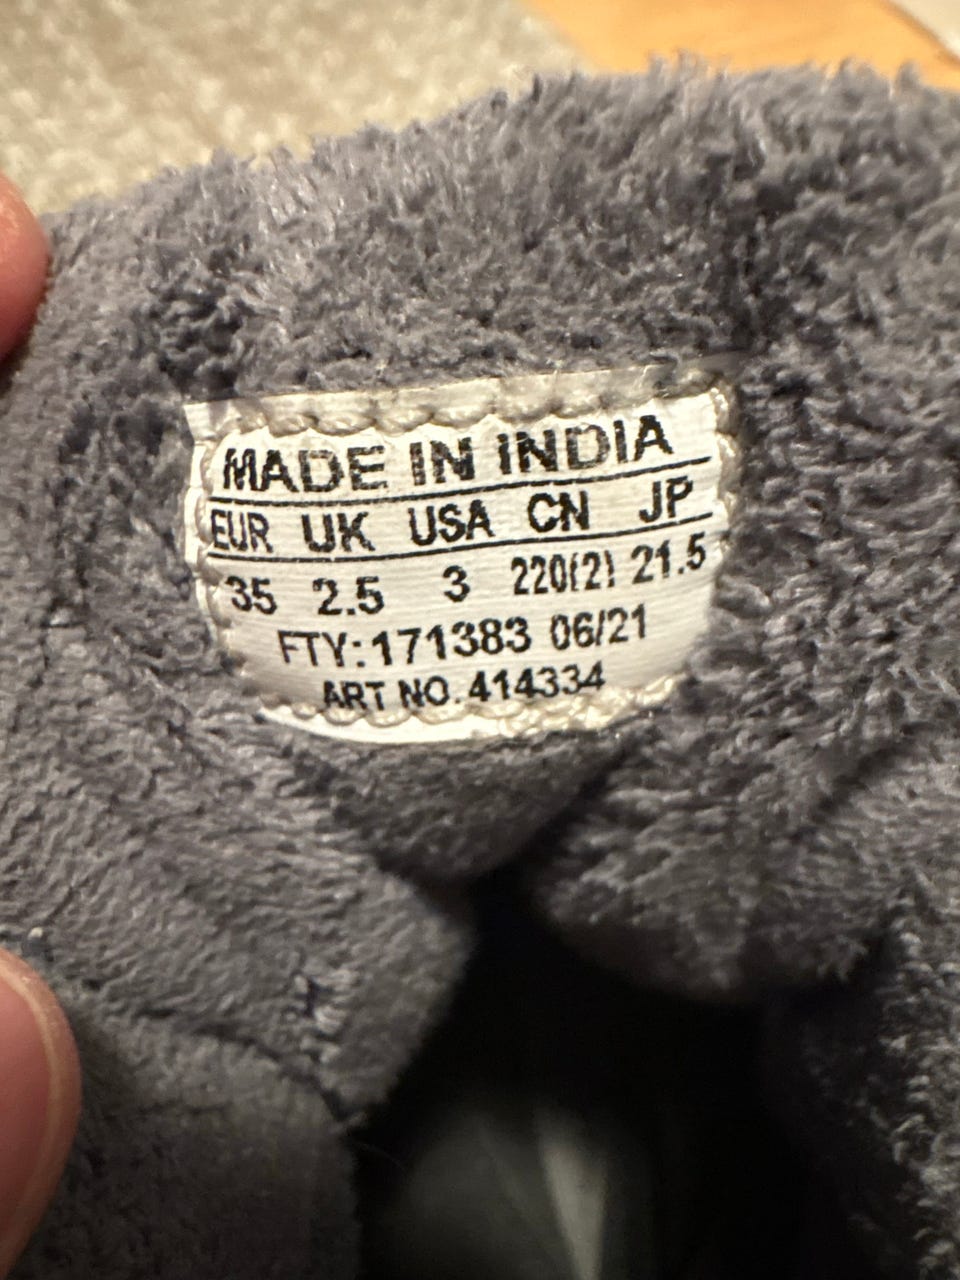 MADE IN INDIA
EUR UK USA CN JP
35 2.5 3 220(2) 21.5
FTY:171383 06/21
ART NO. 414334